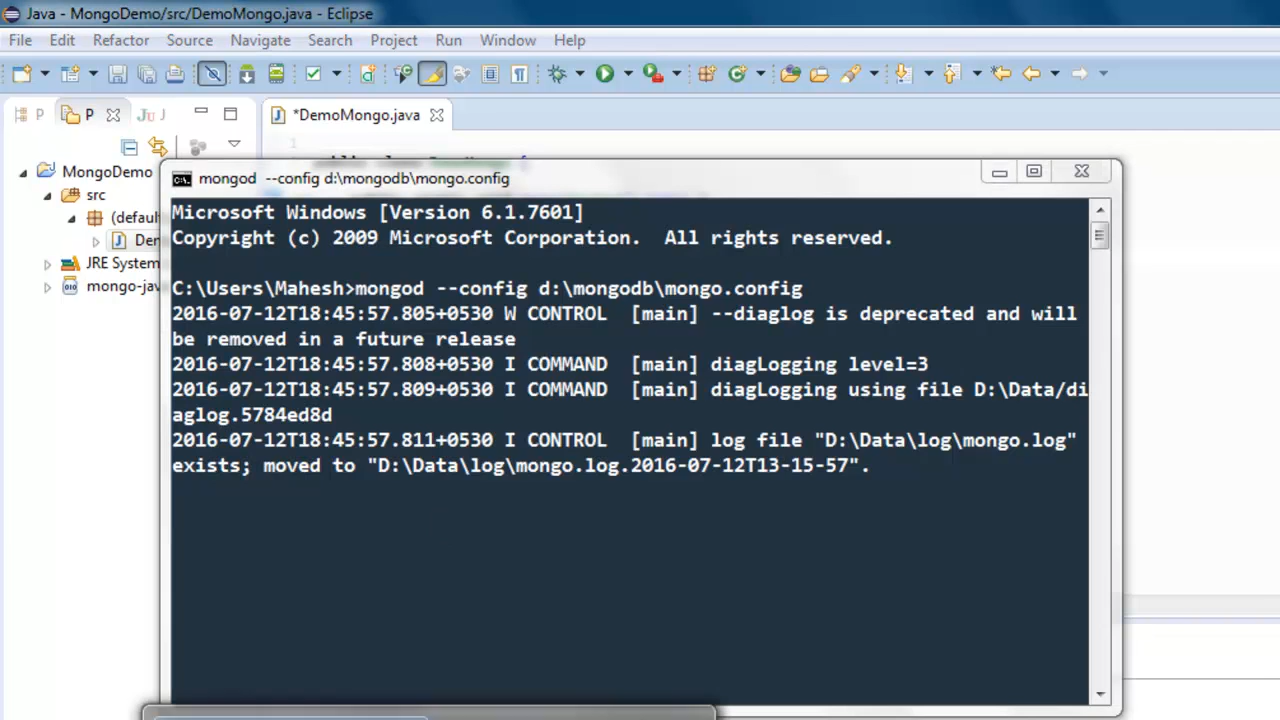 Java - MongoDemo/src/DemoMongo.java - Eclipse
File Edit Refactor Source Navigate Search Project Run Window Help
P P Ju J *DemoMongo.java
1
MongoDemo
src
(defau
De
JRE System
mongo-jav
mongod --config d:\mongodb\mongo.config
Microsoft Windows [Version 6.1.7601]
Copyright (c) 2009 Microsoft Corporation. All rights reserved.
C:\Users\Mahesh>mongod --config d:\mongodb\mongo.config
2016-07-12T18:45:57.805+0530 W CONTROL [main] --diaglog is deprecated and will
be removed in a future release
2016-07-12T18:45:57.808+0530 I COMMAND [main] diagLogging level=3
2016-07-12T18:45:57.809+0530 I COMMAND [main] diagLogging using file D:\Data/di
aglog.5784ed8d
2016-07-12T18:45:57.811+0530 I CONTROL [main] log file "D:\Data\log\mongo.log"
exists; moved to "D:\Data\log\mongo.log.2016-07-12T13-15-57".